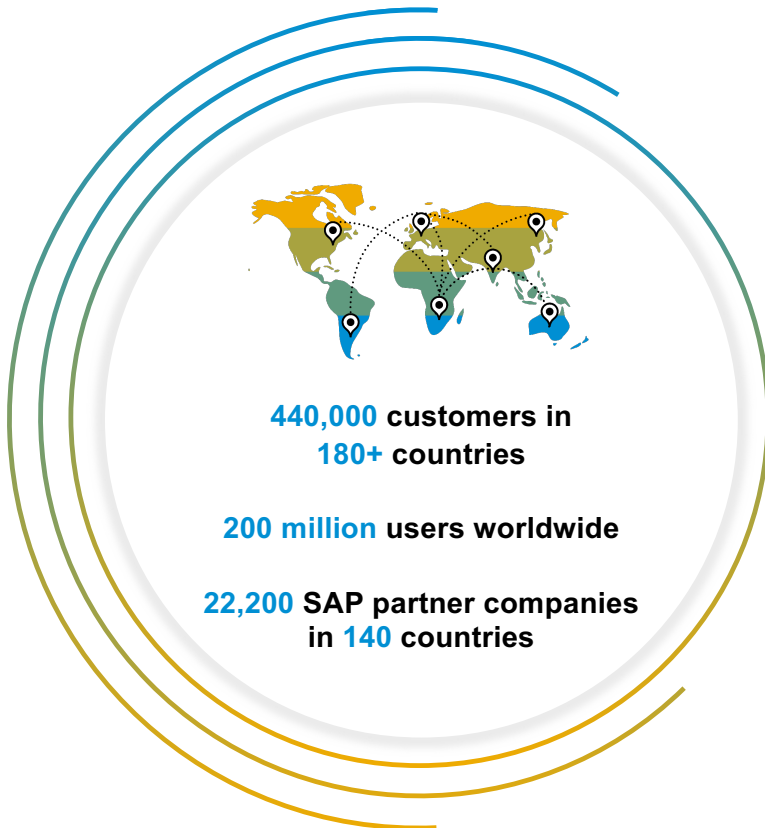 440,000 customers in
180+ countries
200 million users worldwide
22,200 SAP partner companies
in 140 countries